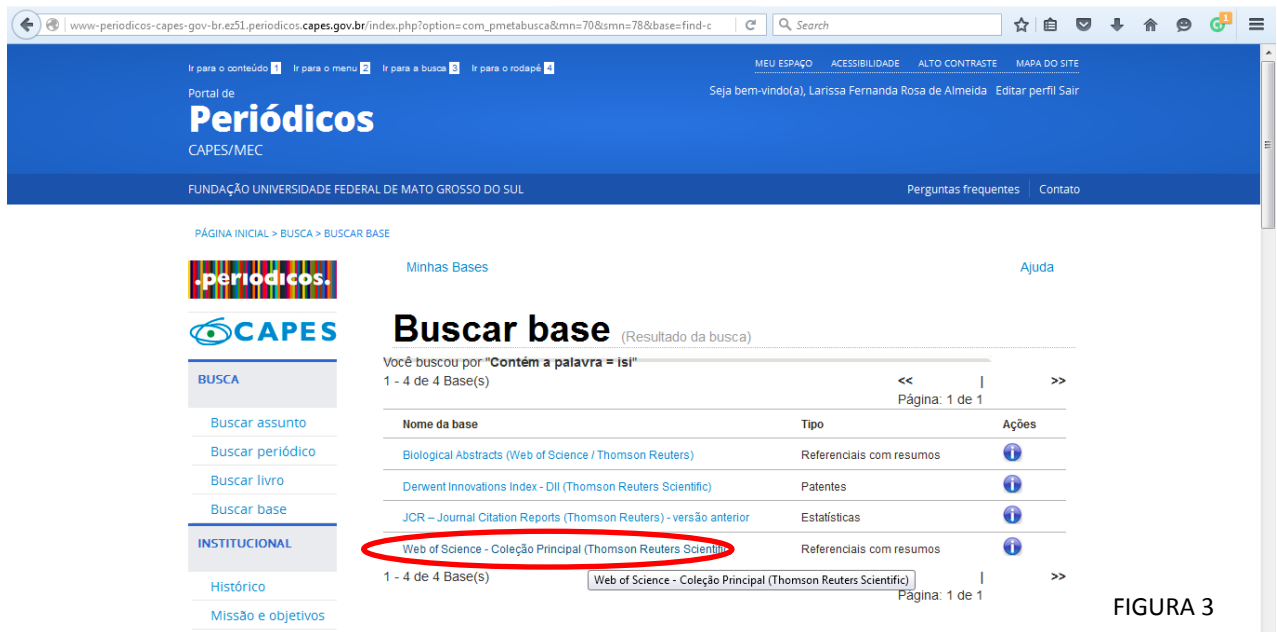 www-periodicos-capes-gov-br.ez51.periodicos.capes.gov.br/index.php?option=com_pmetabusca&mn=70&smn=78&base=find-c
Search
1
Ir para o conteúdo 1 Ir para o menu 2 Ir para a busca 3 Ir para o rodapé 4
MEU ESPAÇO ACESSIBILIDADE ALTO CONTRASTE MAPA DO SITE
Portal de
Seja bem-vindo(a), Larissa Fernanda Rosa de Almeida Editar perfil Sair
Periódicos
CAPES/MEC
FUNDAÇÃO UNIVERSIDADE FEDERAL DE MATO GROSSO DO SUL
Perguntas frequentes Contato
PÁGINA INICIAL > BUSCA > BUSCAR BASE
.periodicos.
CAPES
BUSCA
Buscar assunto
Buscar periódico
Buscar livro
Buscar base
INSTITUCIONAL
Histórico
Missão e objetivos
Minhas Bases Ajuda
Buscar base (Resultado da busca)
Você buscou por "Contém a palavra = isi"
1 - 4 de 4 Base(s) << | >>
Página: 1 de 1
Nome da base Tipo Ações
Biological Abstracts (Web of Science / Thomson Reuters) Referenciais com resumos
Derwent Innovations Index - DII (Thomson Reuters Scientific) Patentes
JCR – Journal Citation Reports (Thomson Reuters) - versão anterior Estatísticas
Web of Science - Coleção Principal (Thomson Reuters Scientific Referenciais com resumos
1 - 4 de 4 Base(s) | >>
Web of Science - Coleção Principal (Thomson Reuters Scientific)
Página: 1 de 1
FIGURA 3